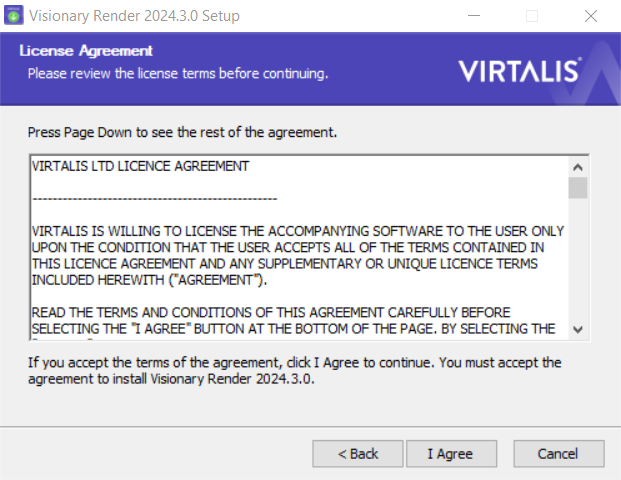 Visionary Render 2024.3.0 Setup
License Agreement
Please review the license terms before continuing.
VIRTALIS®
Press Page Down to see the rest of the agreement.
VIRTALIS LTD LICENCE AGREEMENT
-------------------------------------------------
VIRTALIS IS WILLING TO LICENSE THE ACCOMPANYING SOFTWARE TO THE USER ONLY
UPON THE CONDITION THAT THE USER ACCEPTS ALL OF THE TERMS CONTAINED IN
THIS LICENCE AGREEMENT AND ANY SUPPLEMENTARY OR UNIQUE LICENCE TERMS
INCLUDED HEREWITH ("AGREEMENT").
READ THE TERMS AND CONDITIONS OF THIS AGREEMENT CAREFULLY BEFORE
SELECTING THE "I AGREE" BUTTON AT THE BOTTOM OF THE PAGE. BY SELECTING THE
If you accept the terms of the agreement, click I Agree to continue. You must accept the
agreement to install Visionary Render 2024.3.0.
< Back
I Agree
Cancel